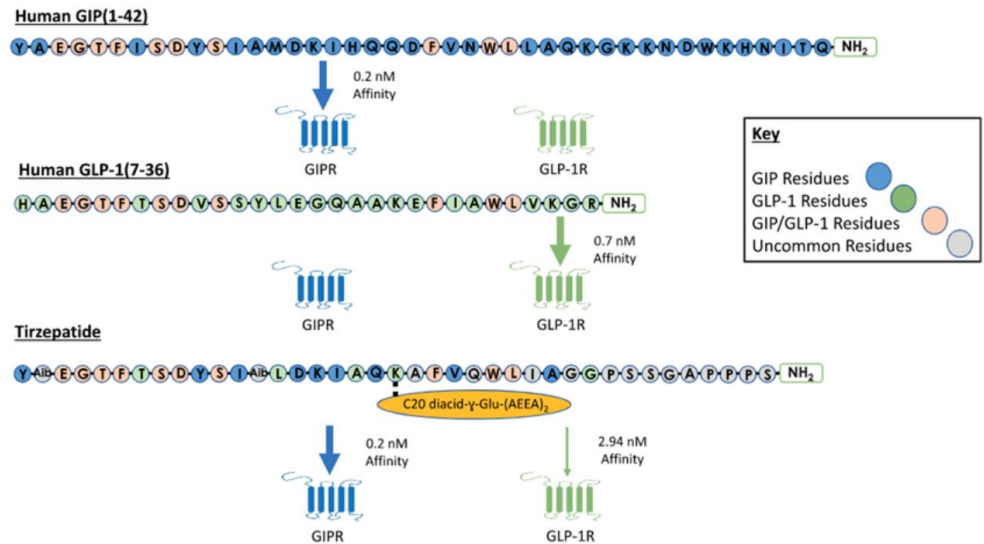 Human GIP(1-42)
Y A E G T F I S D Y S I A M D K I H Q Q D F V N W L L A Q K G K K N D W K H N I T Q NH₂
0.2 nM
Affinity
GIPR
GLP-1R
Human GLP-1(7-36)
H A E G T F T S D V S S Y L E G Q A A K E F I A W L V K G R NH₂
0.7 nM
Affinity
GIPR
GLP-1R
Tirzepatide
Y Aib E G T F T S D Y S I Aib L D K I A Q K A F V Q W L I A G G P S S G A P P P S NH₂
C20 diacid-γ-Glu-(AEEA)₂
0.2 nM
Affinity
2.94 nM
Affinity
GIPR
GLP-1R
Key
GIP Residues
GLP-1 Residues
GIP/GLP-1 Residues
Uncommon Residues